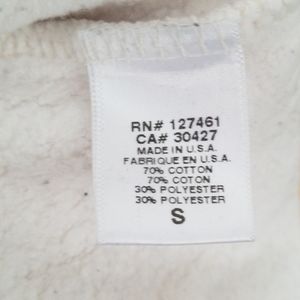 RN# 127461
CA# 30427
MADE IN U.S.A.
FABRIQUE EN U.S.A.
70% COTTON
70% COTON
30% POLYESTER
30% POLYESTER
S